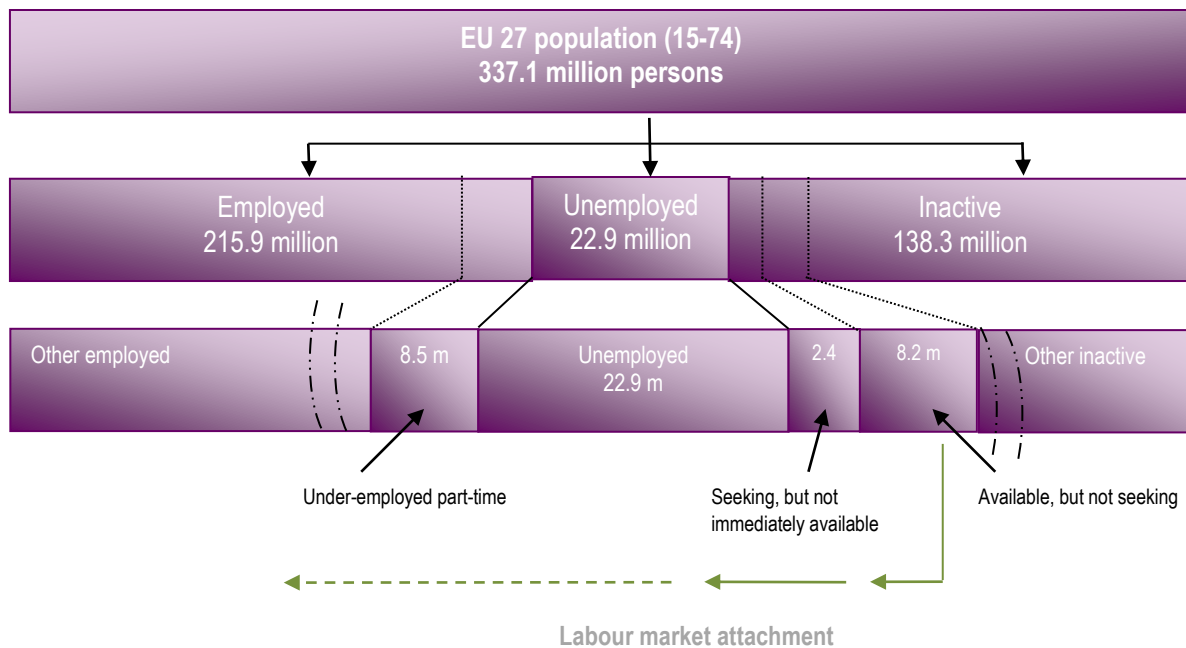 EU 27 population (15-74)
337.1 million persons
Employed
215.9 million
Unemployed
22.9 million
Inactive
138.3 million
Other employed
8.5 m
Unemployed
22.9 m
2.4
8.2 m
Other inactive
Under-employed part-time
Seeking, but not
immediately available
Available, but not seeking
Labour market attachment